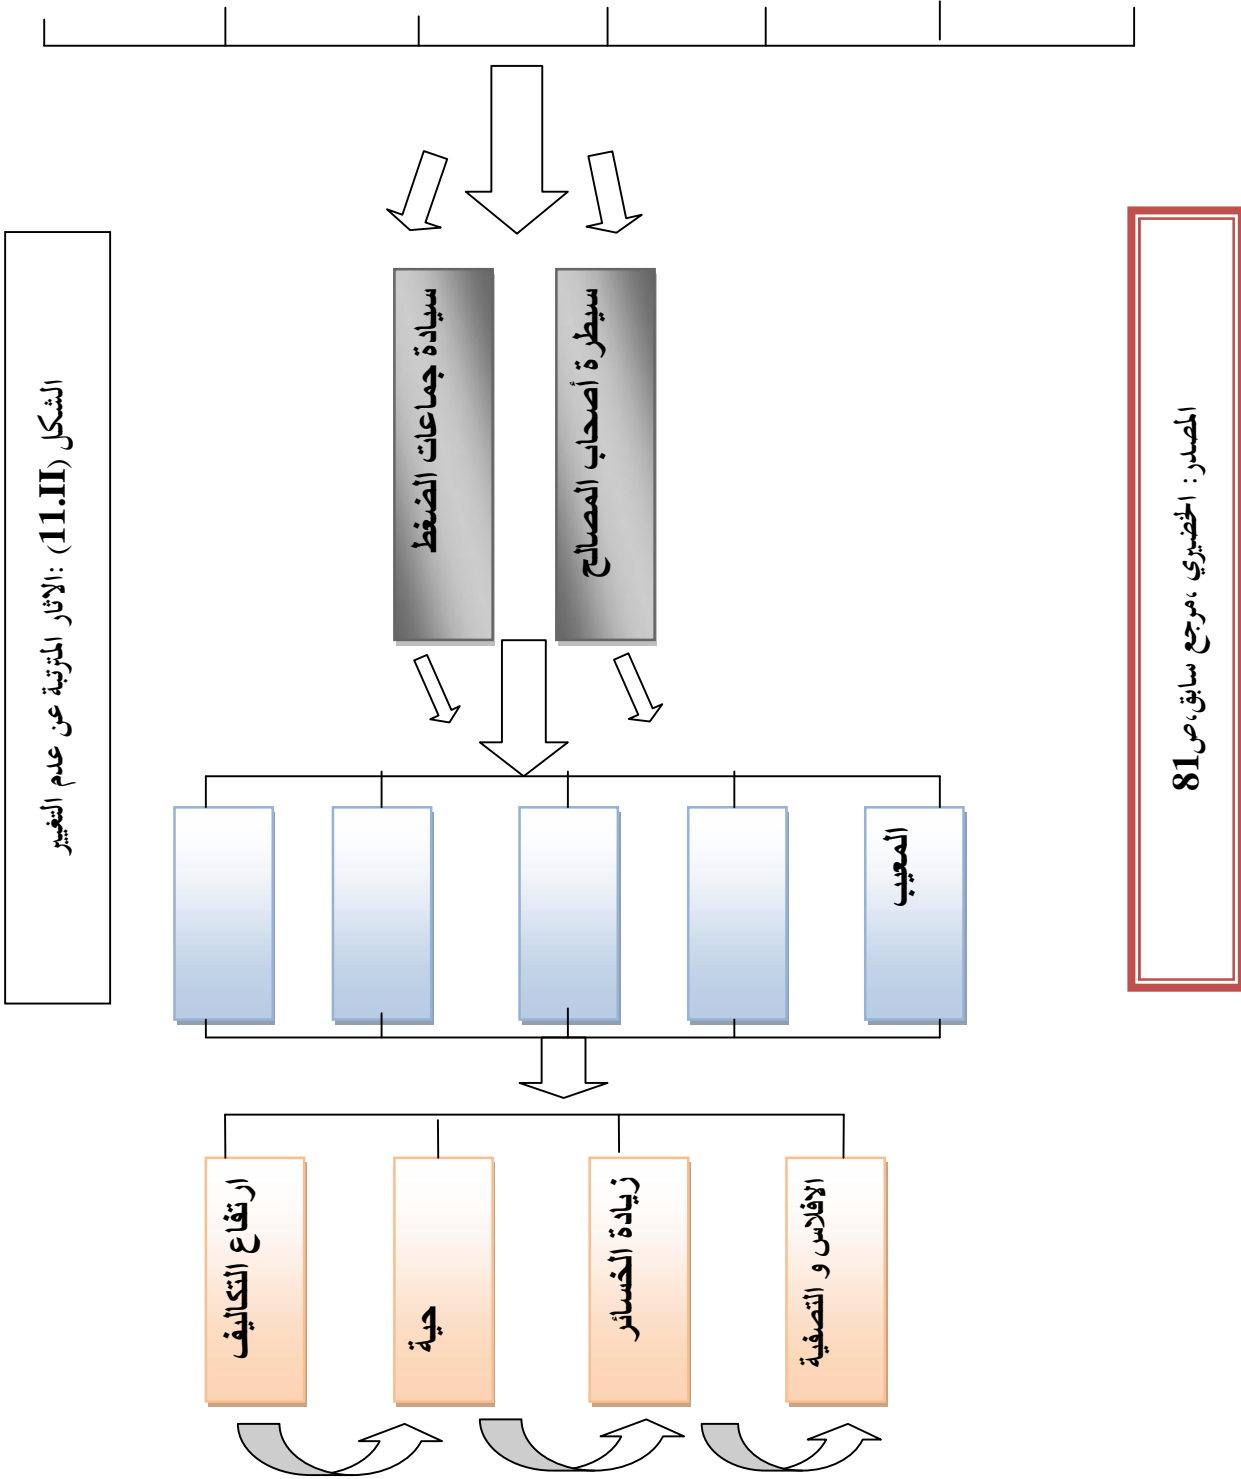 الشكل (11.II) :الاثار المترتبة عن عدم التغيير
سيادة جماعات الضغط
سيطرة أصحاب المصالح
المعيب
ارتفاع التكاليف
حية
زيادة الخسائر
الافلاس و التصفية
المصدر: الخضيري ،مرجع سابق،ص81